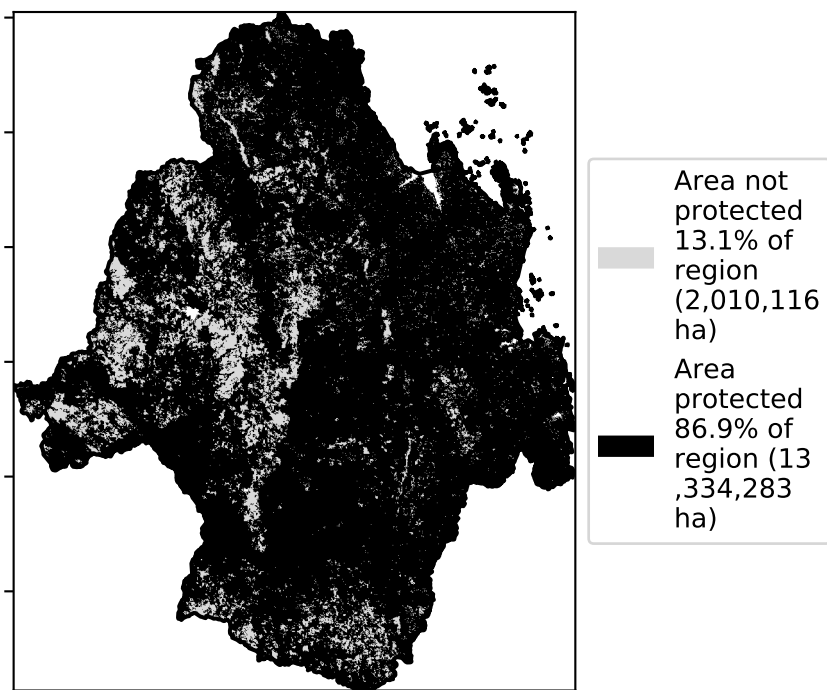 Area not
protected
13.1% of
region
(2,010,116
ha)
Area
protected
86.9% of
region (13
,334,283
ha)